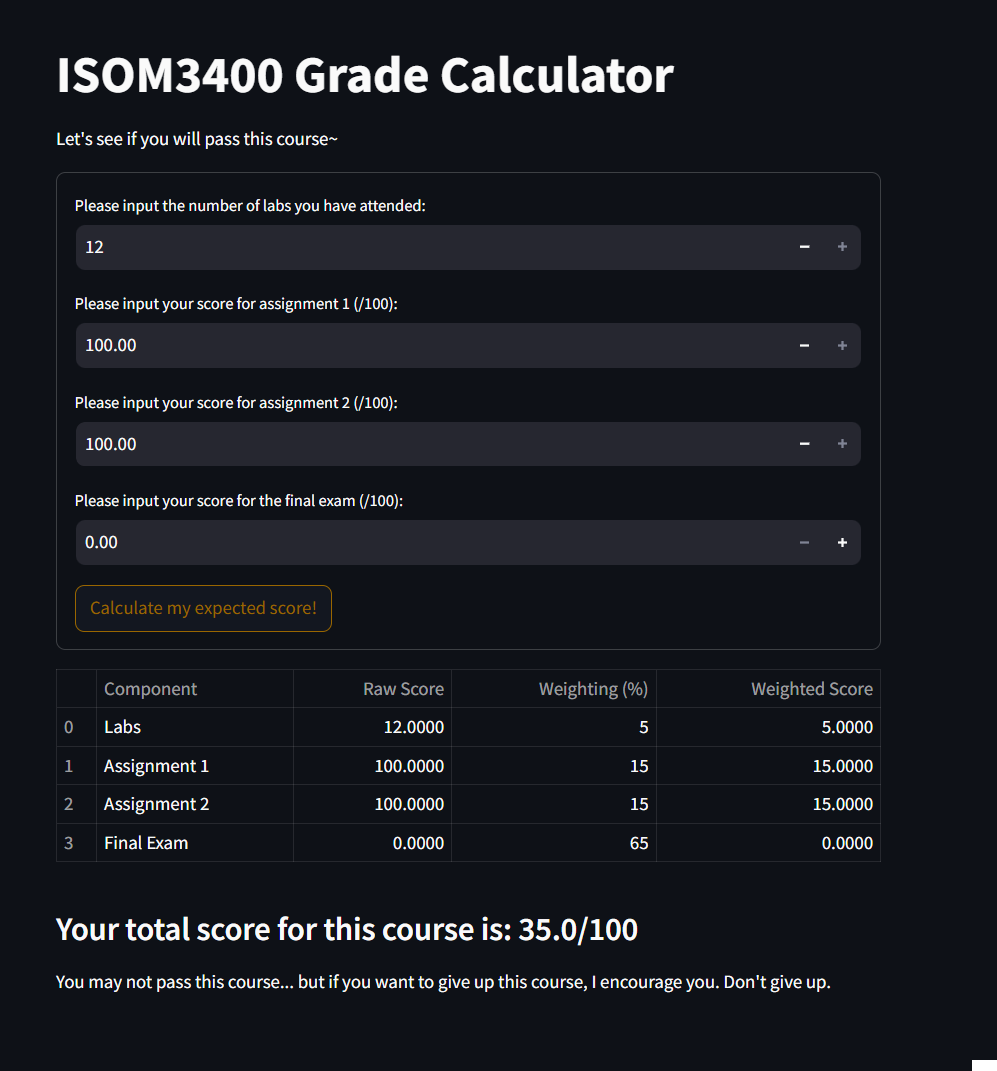 ISOM3400 Grade Calculator
Let's see if you will pass this course~
Please input the number of labs you have attended:
12 − +
Please input your score for assignment 1 (/100):
100.00 − +
Please input your score for assignment 2 (/100):
100.00 − +
Please input your score for the final exam (/100):
0.00 − +
Calculate my expected score!
Component Raw Score Weighting (%) Weighted Score
0 Labs 12.0000 5 5.0000
1 Assignment 1 100.0000 15 15.0000
2 Assignment 2 100.0000 15 15.0000
3 Final Exam 0.0000 65 0.0000
Your total score for this course is: 35.0/100
You may not pass this course... but if you want to give up this course, I encourage you. Don't give up.